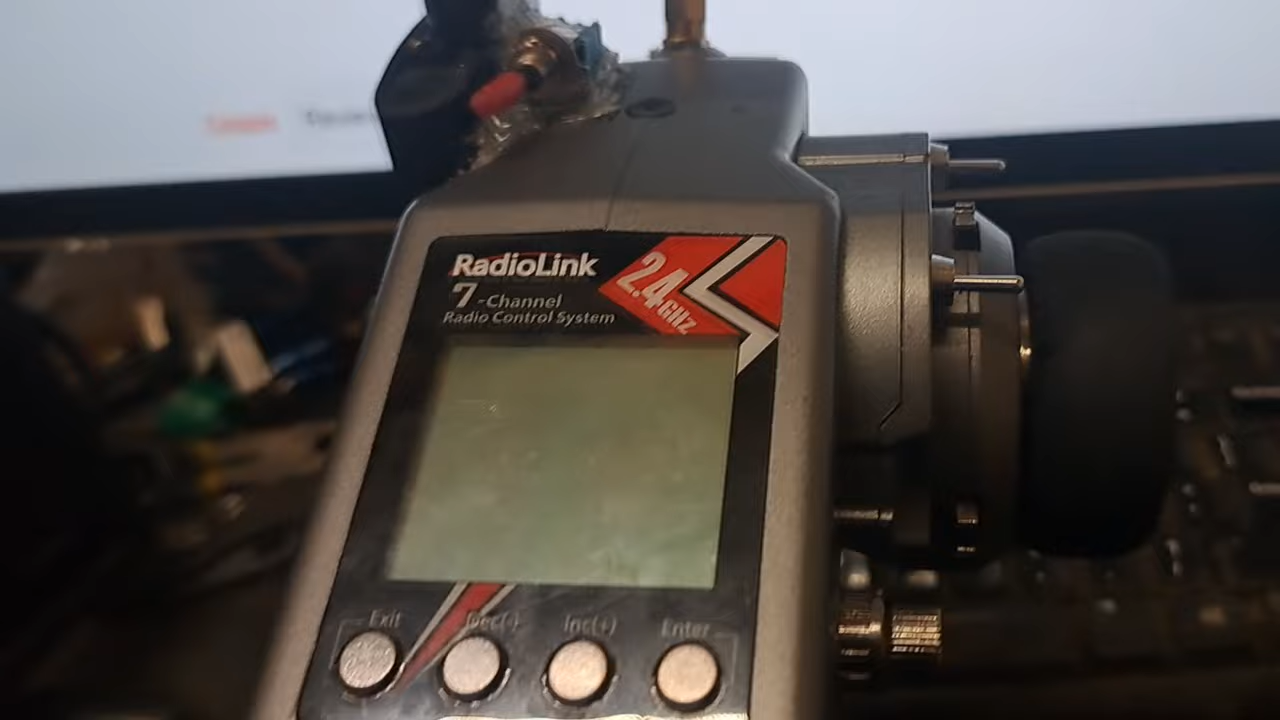 RadioLink
7-Channel
Radio Control System
2.4GHz
Exit
Dec(-)
Inc(+)
Enter